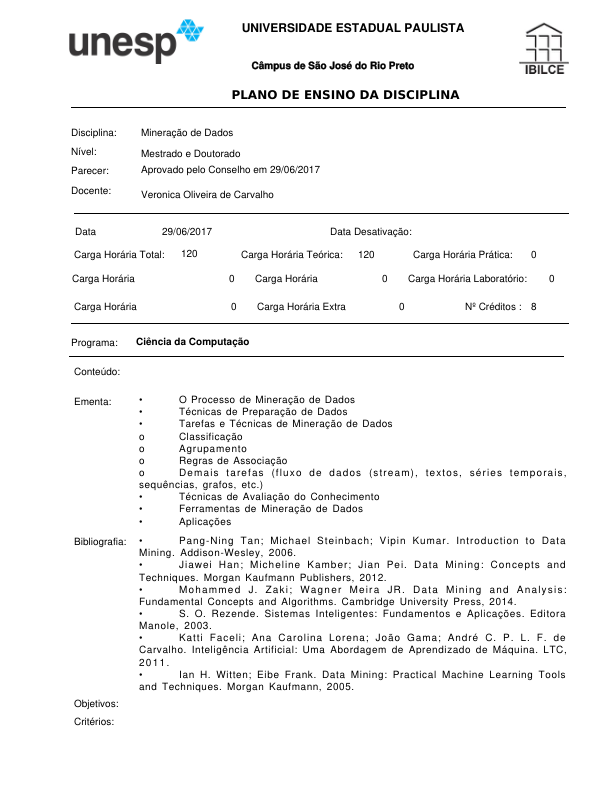 unesp
UNIVERSIDADE ESTADUAL PAULISTA
Câmpus de São José do Rio Preto
IBILCE
PLANO DE ENSINO DA DISCIPLINA
Disciplina: Mineração de Dados
Nível: Mestrado e Doutorado
Parecer: Aprovado pelo Conselho em 29/06/2017
Docente: Veronica Oliveira de Carvalho
Data 29/06/2017 Data Desativação:
Carga Horária Total: 120 Carga Horária Teórica: 120 Carga Horária Prática: 0
Carga Horária 0 Carga Horária 0 Carga Horária Laboratório: 0
Carga Horária 0 Carga Horária Extra 0 Nº Créditos : 8
Programa: Ciência da Computação
Conteúdo:
Ementa: • O Processo de Mineração de Dados
• Técnicas de Preparação de Dados
• Tarefas e Técnicas de Mineração de Dados
o Classificação
o Agrupamento
o Regras de Associação
o Demais tarefas (fluxo de dados (stream), textos, séries temporais,
sequências, grafos, etc.)
• Técnicas de Avaliação do Conhecimento
• Ferramentas de Mineração de Dados
• Aplicações
Bibliografia: • Pang-Ning Tan; Michael Steinbach; Vipin Kumar. Introduction to Data
Mining. Addison-Wesley, 2006.
• Jiawei Han; Micheline Kamber; Jian Pei. Data Mining: Concepts and
Techniques. Morgan Kaufmann Publishers, 2012.
• Mohammed J. Zaki; Wagner Meira JR. Data Mining and Analysis:
Fundamental Concepts and Algorithms. Cambridge University Press, 2014.
• S. O. Rezende. Sistemas Inteligentes: Fundamentos e Aplicações. Editora
Manole, 2003.
• Katti Faceli; Ana Carolina Lorena; João Gama; André C. P. L. F. de
Carvalho. Inteligência Artificial: Uma Abordagem de Aprendizado de Máquina. LTC,
2011.
• Ian H. Witten; Eibe Frank. Data Mining: Practical Machine Learning Tools
and Techniques. Morgan Kaufmann, 2005.
Objetivos:
Critérios: